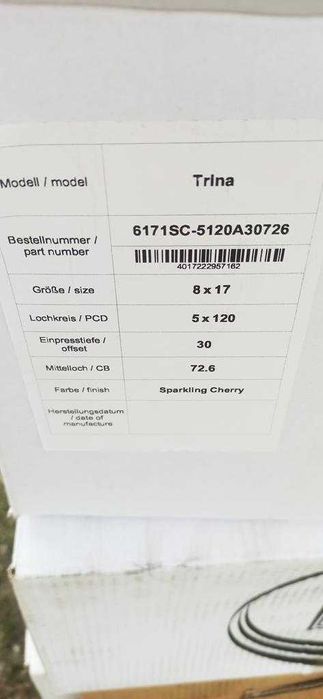 Modell / model Trina
Bestellnummer / part number 6171SC-5120A30726
4017222957162
Größe / size 8 x 17
Lochkreis / PCD 5 x 120
Einpresstiefe / offset 30
Mittelloch / CB 72.6
Farbe / finish Sparkling Cherry
Herstellungsdatum / date of manufacture